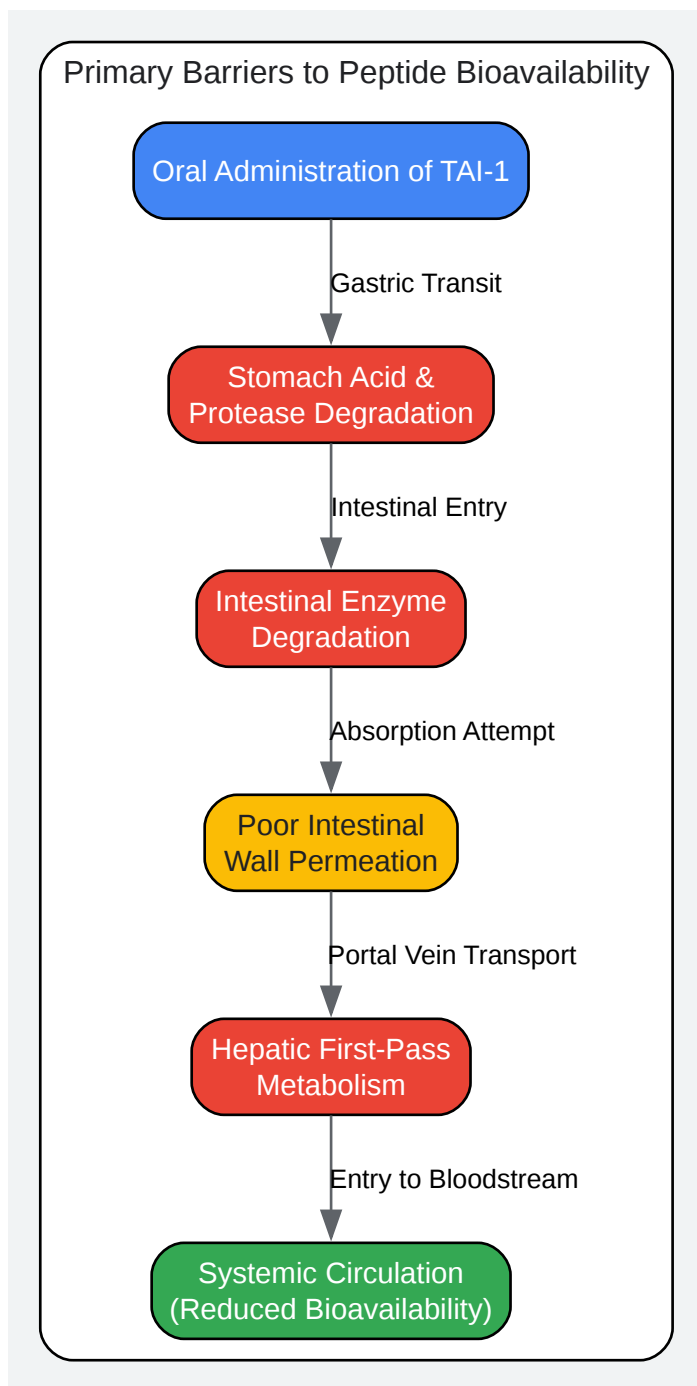 Primary Barriers to Peptide Bioavailability
Oral Administration of TAI-1
Gastric Transit
Stomach Acid &
Protease Degradation
Intestinal Entry
Intestinal Enzyme
Degradation
Absorption Attempt
Poor Intestinal
Wall Permeation
Portal Vein Transport
Hepatic First-Pass
Metabolism
Entry to Bloodstream
Systemic Circulation
(Reduced Bioavailability)